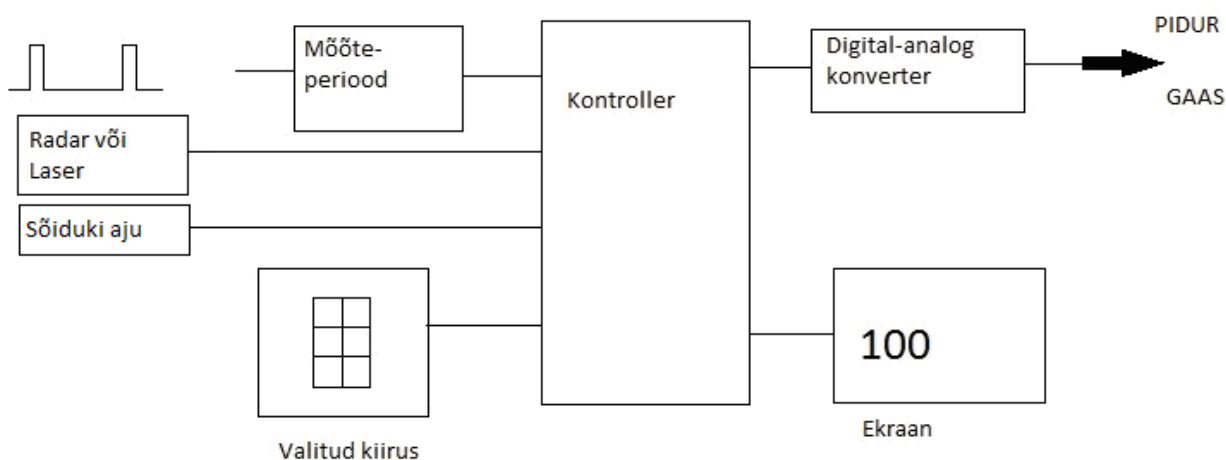 Mõõte-
periood
Kontroller
Digital-analog
konverter
PIDUR
GAAS
Radar või
Laser
Sõiduki aju
Valitud kiirus
100
Ekraan